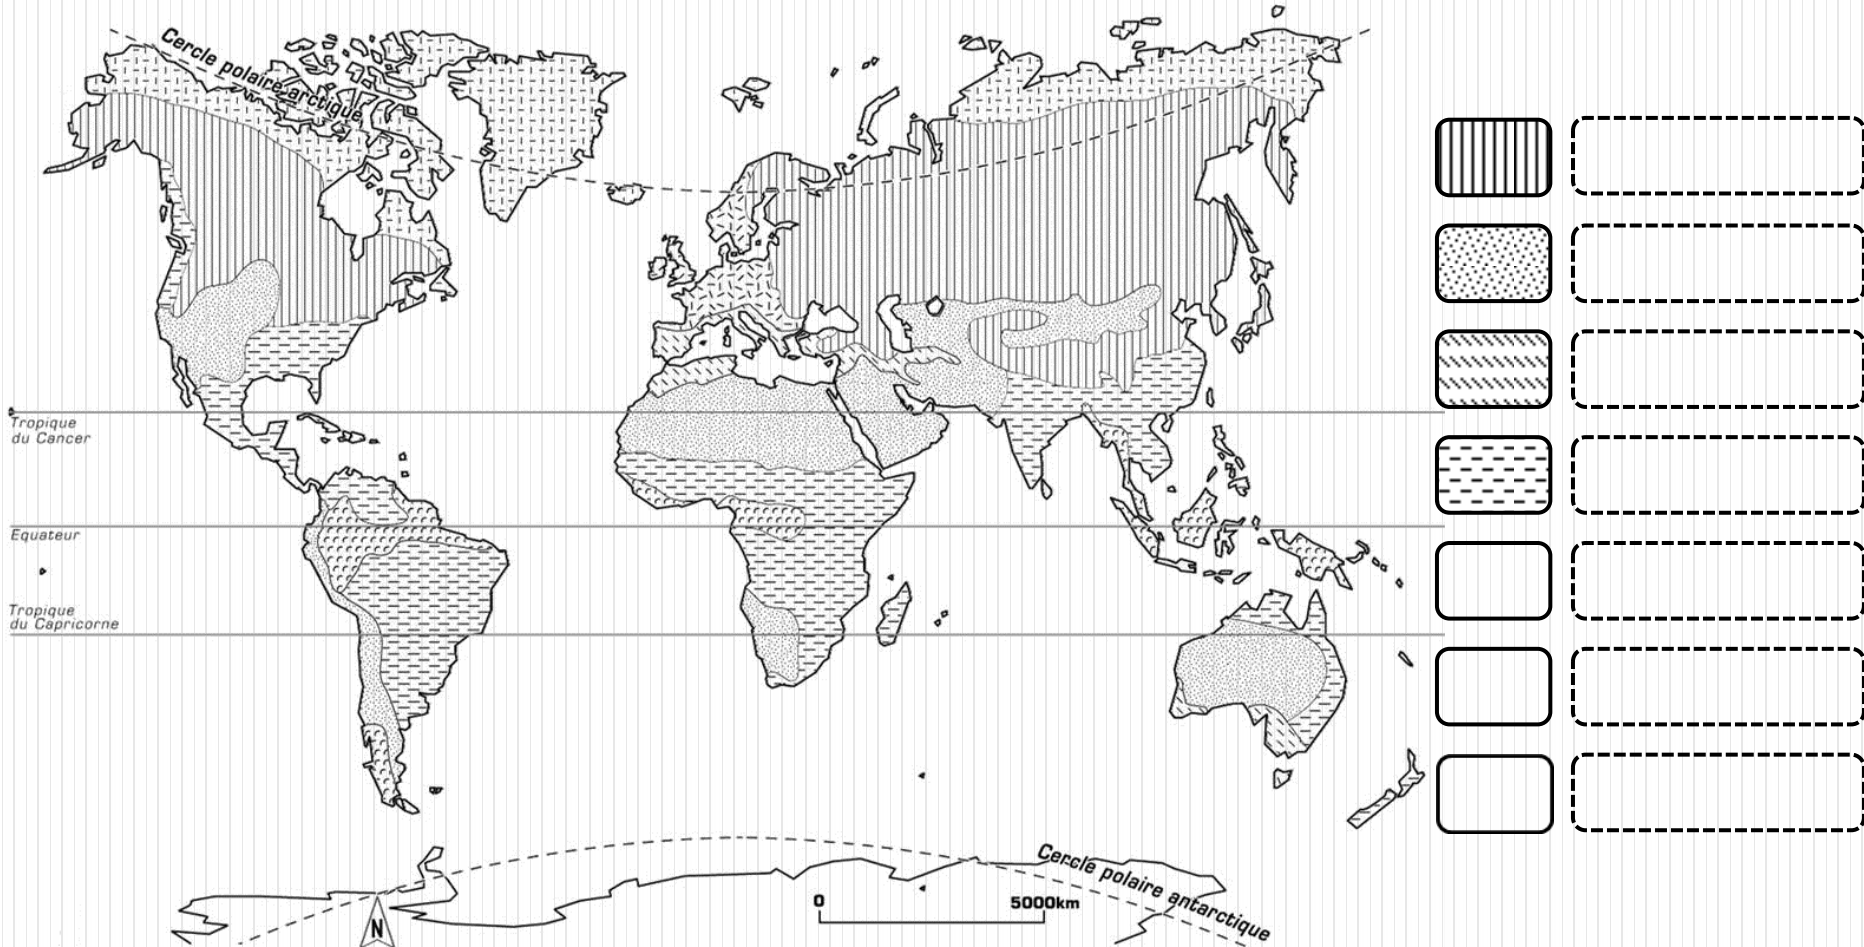 Cercle polaire arctique
Tropique
du Cancer
Equateur
Tropique
du Capricorne
Cercle polaire antarctique
0 5000km
N